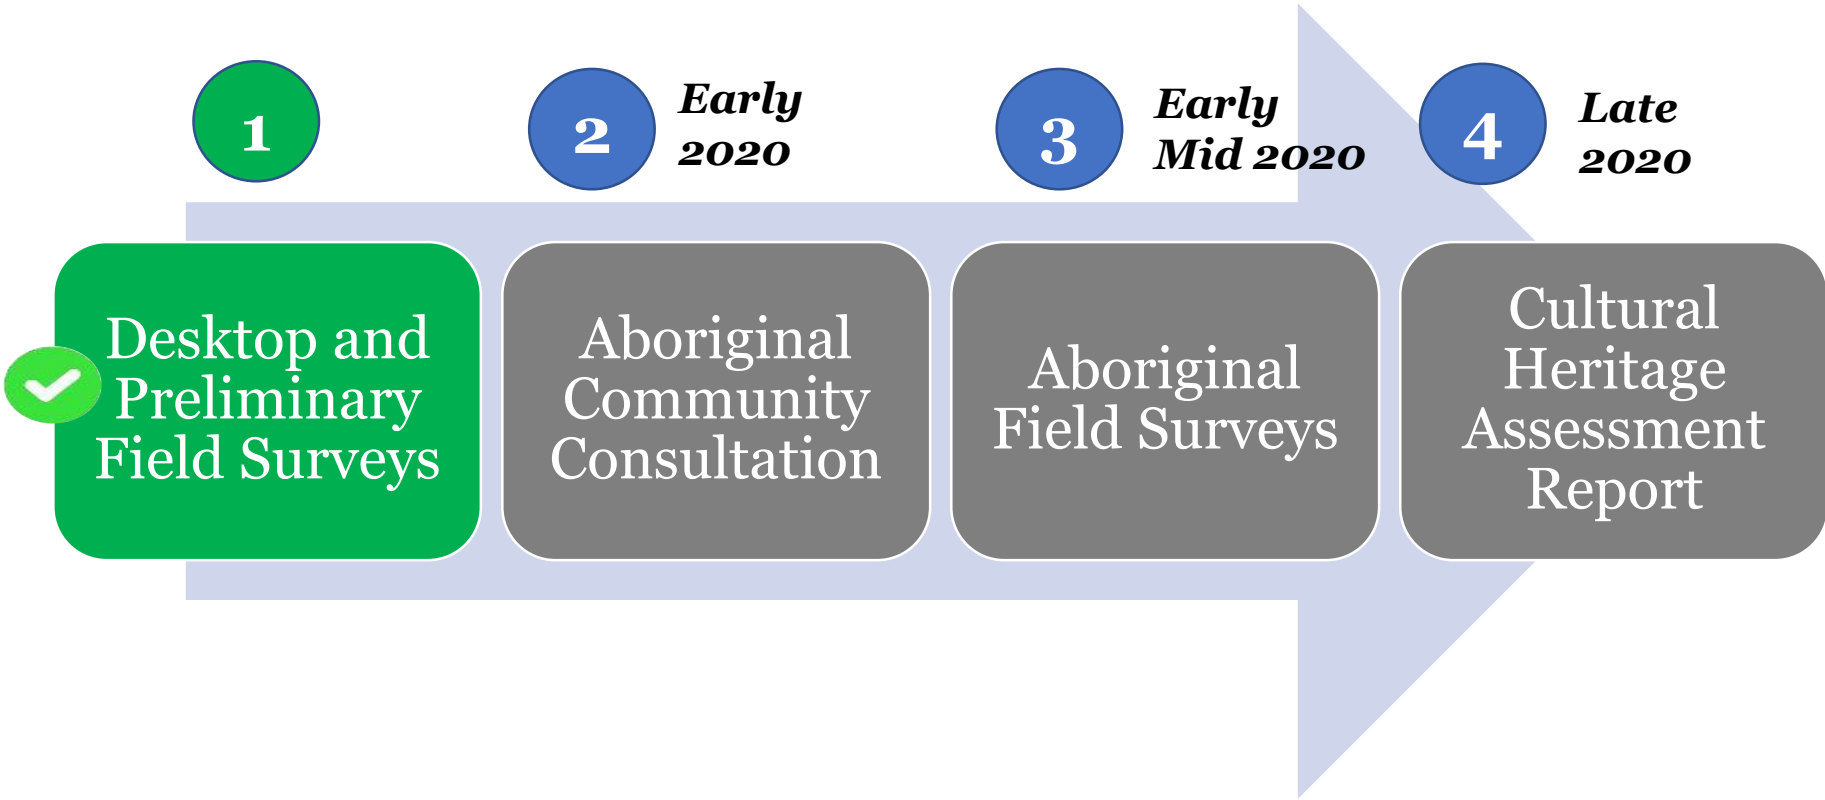 1
2
Early
2020
3
Early
Mid 2020
4
Late
2020
Desktop and
Preliminary
Field Surveys
Aboriginal
Community
Consultation
Aboriginal
Field Surveys
Cultural
Heritage
Assessment
Report